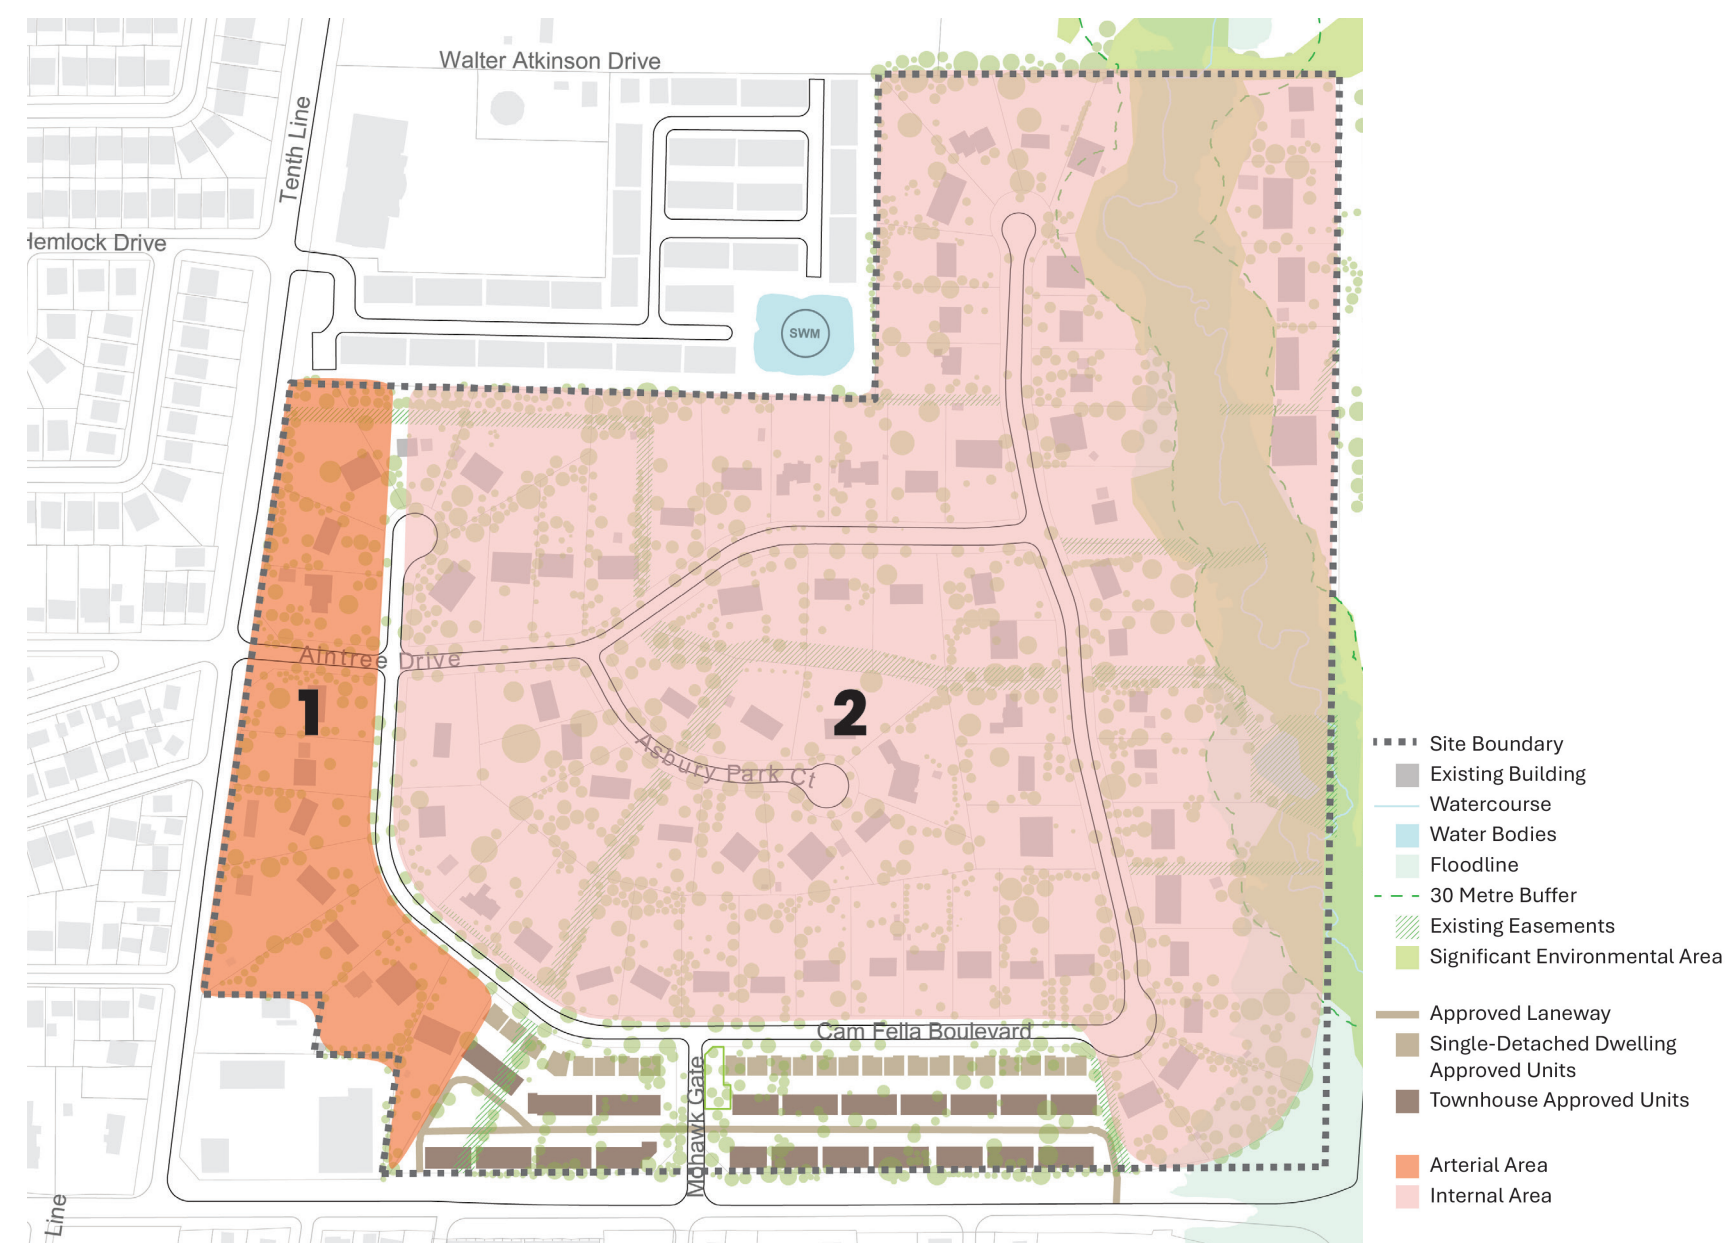 Walter Atkinson Drive
Tenth Line
Hemlock Drive
SWM
Aintree Drive
1
2
Asbury Park Ct
Cam Fella Boulevard
Mohawk Gate
Line
Site Boundary
Existing Building
Watercourse
Water Bodies
Floodline
30 Metre Buffer
Existing Easements
Significant Environmental Area
Approved Laneway
Single-Detached Dwelling
Approved Units
Townhouse Approved Units
Arterial Area
Internal Area